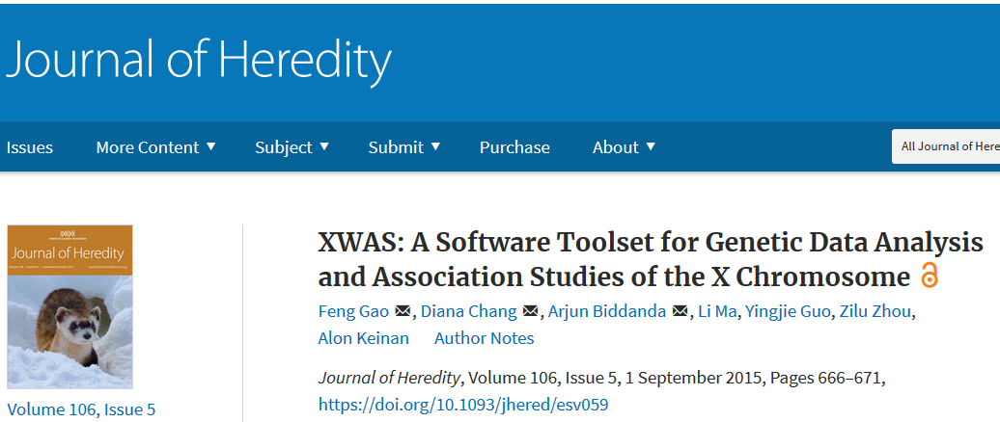 Journal of Heredity
Issues More Content ▼ Subject ▼ Submit ▼ Purchase About ▼ All Journal of Here
Journal of Heredity
XWAS: A Software Toolset for Genetic Data Analysis
and Association Studies of the X Chromosome
Feng Gao, Diana Chang, Arjun Biddanda, Li Ma, Yingjie Guo, Zilu Zhou,
Alon Keinan Author Notes
Journal of Heredity, Volume 106, Issue 5, 1 September 2015, Pages 666–671,
https://doi.org/10.1093/jhered/esv059
Volume 106, Issue 5